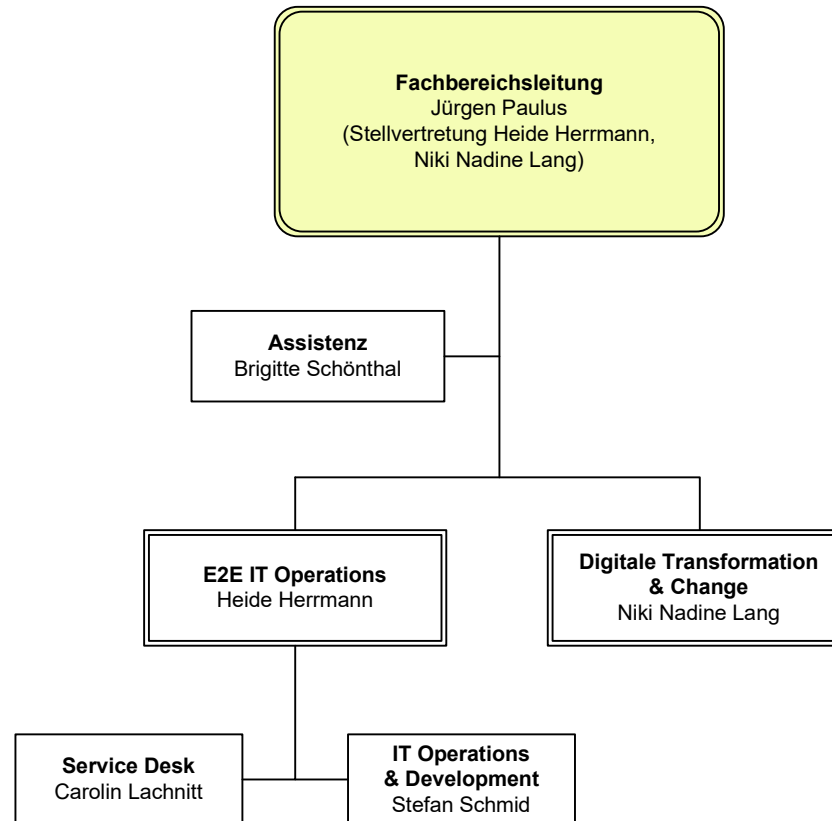 Fachbereichsleitung
Jürgen Paulus
(Stellvertretung Heide Herrmann,
Niki Nadine Lang)
Assistenz
Brigitte Schönthal
E2E IT Operations
Heide Herrmann
Digitale Transformation
& Change
Niki Nadine Lang
Service Desk
Carolin Lachnitt
IT Operations
& Development
Stefan Schmid